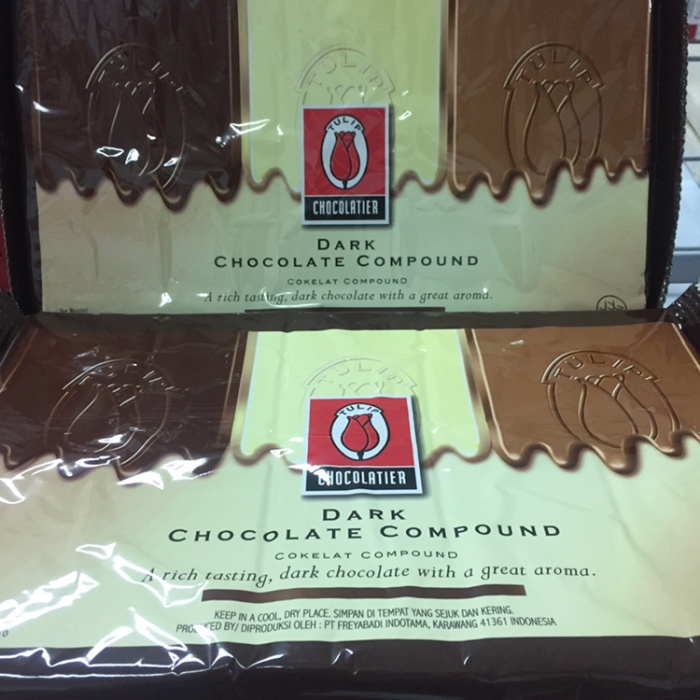 TULIP TULIP TULIP
TULIP
CHOCOLATIER
DARK
CHOCOLATE COMPOUND
COKELAT COMPOUND
A rich tasting, dark chocolate with a great aroma.
TULIP TULIP TULIP
TULIP
CHOCOLATIER
DARK
CHOCOLATE COMPOUND
COKELAT COMPOUND
A rich tasting, dark chocolate with a great aroma.
KEEP IN A COOL, DRY PLACE. SIMPAN DI TEMPAT YANG SEJUK DAN KERING.
PRODUCED BY/ DIPRODUKSI OLEH : PT FREYABADI INDOTAMA, KARAWANG 41361 INDONESIA